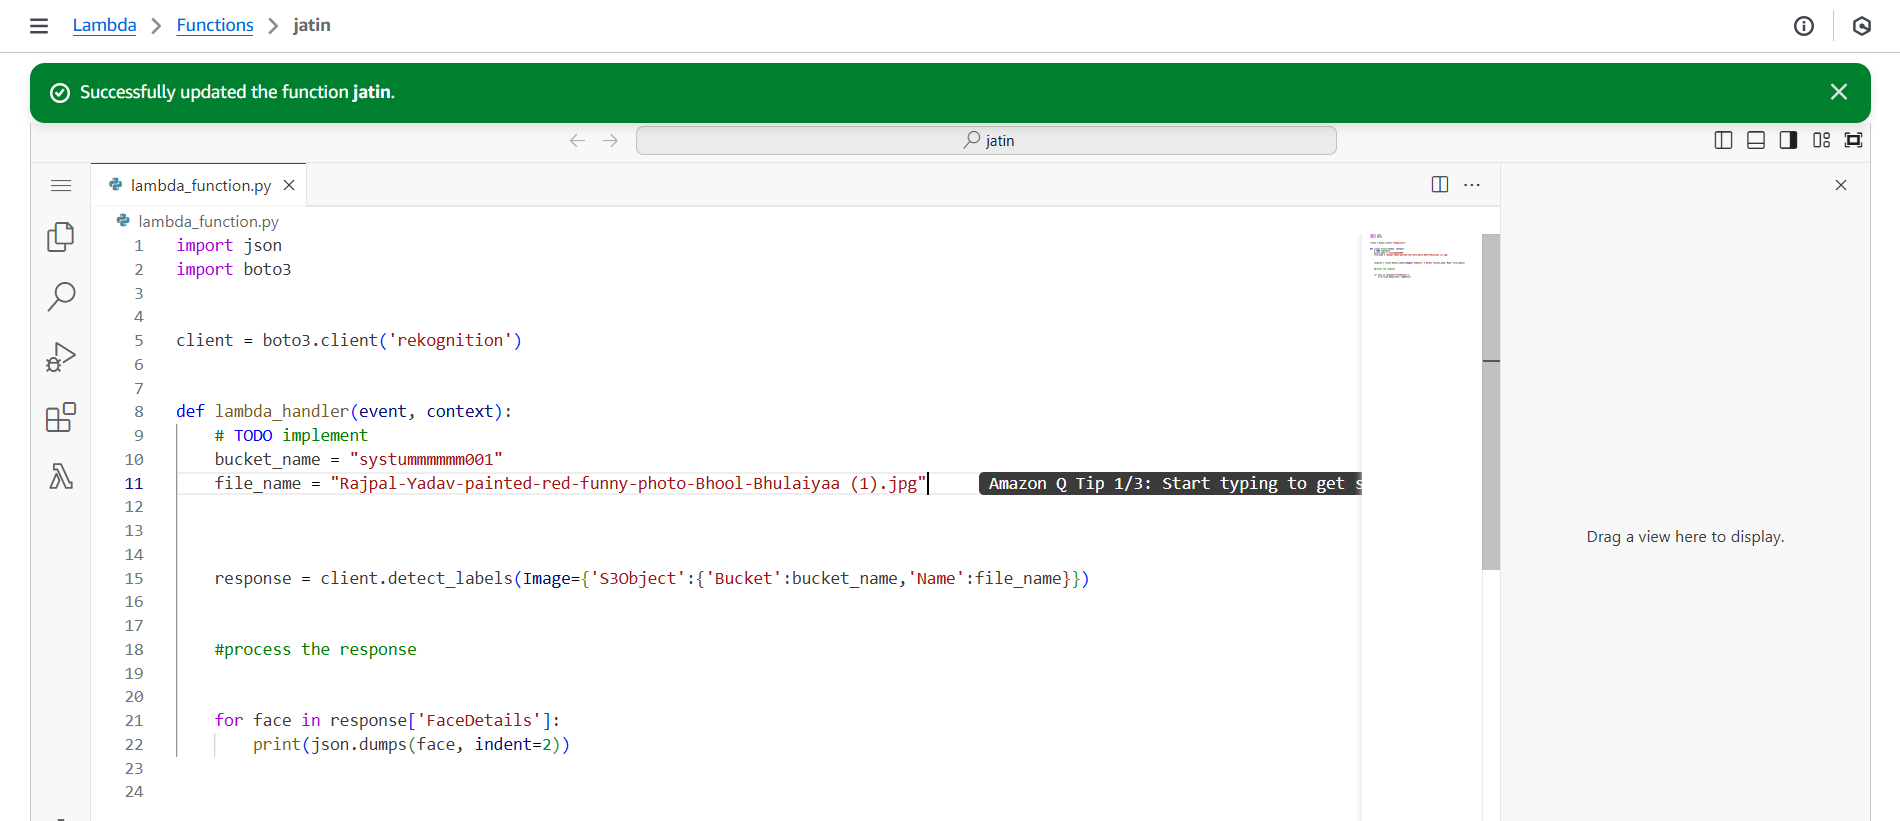 Lambda > Functions > jatin
Successfully updated the function jatin.
jatin
lambda_function.py
lambda_function.py
1 import json
2 import boto3
3
4
5 client = boto3.client('rekognition')
6
7
8 def lambda_handler(event, context):
9 # TODO implement
10 bucket_name = "systummmmmm001"
11 file_name = "Rajpal-Yadav-painted-red-funny-photo-Bhool-Bhulaiyaa (1).jpg" Amazon Q Tip 1/3: Start typing to get
12
13
14
15 response = client.detect_labels(Image={'S3Object':{'Bucket':bucket_name,'Name':file_name}})
16
17
18 #process the response
19
20
21 for face in response['FaceDetails']:
22 print(json.dumps(face, indent=2))
23
24
Drag a view here to display.